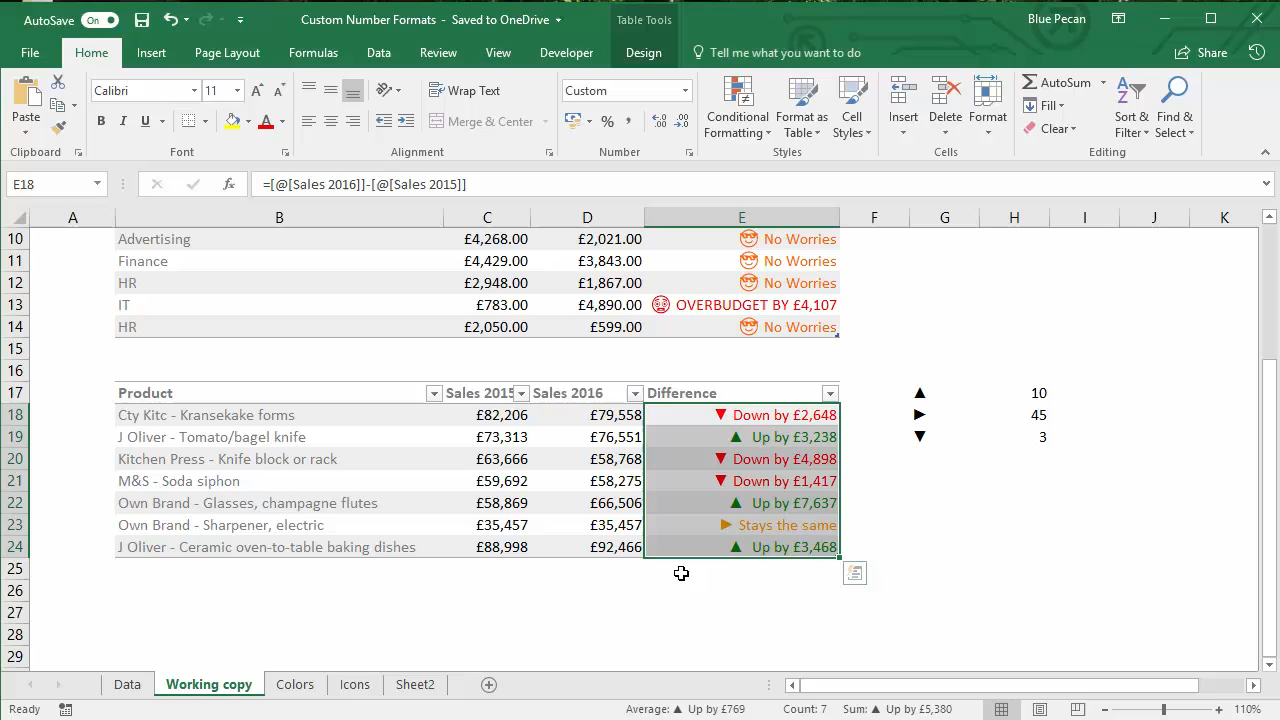 AutoSave On Custom Number Formats - Saved to OneDrive Table Tools Blue Pecan
File Home Insert Page Layout Formulas Data Review View Developer Design Tell me what you want to do Share
Paste Calibri 11 A A Wrap Text Custom Conditional Formatting Format as Table Cell Styles Insert Delete Format AutoSum Sort & Filter Find & Select
B I U A Merge & Center % , Fill
Clear
Clipboard Font Alignment Number Styles Cells Editing
E18 fx =[@[Sales 2016]]-[@[Sales 2015]]
A B C D E F G H I J K
10 Advertising £4,268.00 £2,021.00 No Worries
11 Finance £4,429.00 £3,843.00 No Worries
12 HR £2,948.00 £1,867.00 No Worries
13 IT £783.00 £4,890.00 OVERBUDGET BY £4,107
14 HR £2,050.00 £599.00 No Worries
15
16
17 Product Sales 2015 Sales 2016 Difference ▲ 10
18 Cty Kitc - Kransekake forms £82,206 £79,558 ▼ Down by £2,648 ► 45
19 J Oliver - Tomato/bagel knife £73,313 £76,551 ▲ Up by £3,238 ▼ 3
20 Kitchen Press - Knife block or rack £63,666 £58,768 ▼ Down by £4,898
21 M&S - Soda siphon £59,692 £58,275 ▼ Down by £1,417
22 Own Brand - Glasses, champagne flutes £58,869 £66,506 ▲ Up by £7,637
23 Own Brand - Sharpener, electric £35,457 £35,457 ► Stays the same
24 J Oliver - Ceramic oven-to-table baking dishes £88,998 £92,466 ▲ Up by £3,468
25
26
27
28
29
Data Working copy Colors Icons Sheet2
Ready Average: ▲ Up by £769 Count: 7 Sum: ▲ Up by £5,380 110%